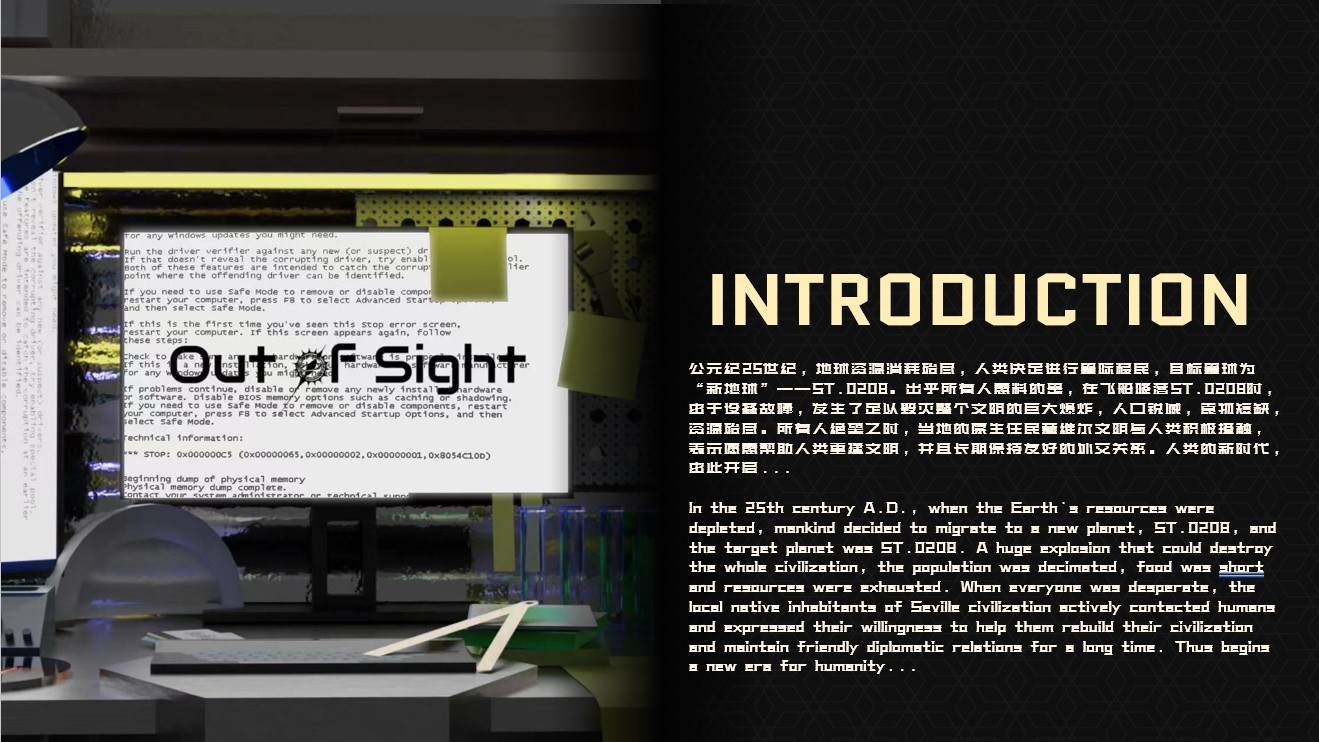 for any windows updates you might need.
Run the driver verifier against any new (or suspect)
If that doesn't reveal the corrupting driver, try
Both of these features are intended to catch the
point where the offending driver can be identified.
If you need to use Safe Mode to remove or disable
restart your computer, press F8 to select Advanced
and then select Safe Mode.
If this is the first time you've seen this Stop error screen,
restart your computer. If this screen appears again, follow
these steps:
Out Of Sight
If problems continue, disable or remove any newly installed hardware
or software. Disable BIOS memory options such as caching or shadowing.
If you need to use Safe Mode to remove or disable components, restart
your computer, press F8 to select Advanced Startup Options, and then
select Safe Mode.
Technical information:
*** STOP: 0x000000C5 (0x00000065,0x00000002,0x00000001,0x8054C10D)
Beginning dump of physical memory
Physical memory dump complete.
Contact your system administrator or technical
INTRODUCTION
公元纪25世纪，地球资源消耗殆尽，人类决定进行星际移民，目标星球为
“新地球”——ST.0208。出乎所有人意料的是，在飞船降落ST.0208时，
由于设备故障，发生了足以毁灭整个文明的巨大爆炸，人口锐减，食物短缺，
资源殆尽。所有人绝望之时，当地的原生住民塞维尔文明与人类积极接触，
表示愿意帮助人类重建文明，并且长期保持友好的外交关系。人类的新时代，
由此开启...
In the 25th century A.D., when the Earth's resources were
depleted, mankind decided to migrate to a new planet, ST.0208, and
the target planet was ST.0208. A huge explosion that could destroy
the whole civilization, the population was decimated, food was short
and resources were exhausted. When everyone was desperate, the
local native inhabitants of Seville civilization actively contacted humans
and expressed their willingness to help them rebuild their civilization
and maintain friendly diplomatic relations for a long time. Thus begins
a new era for humanity...